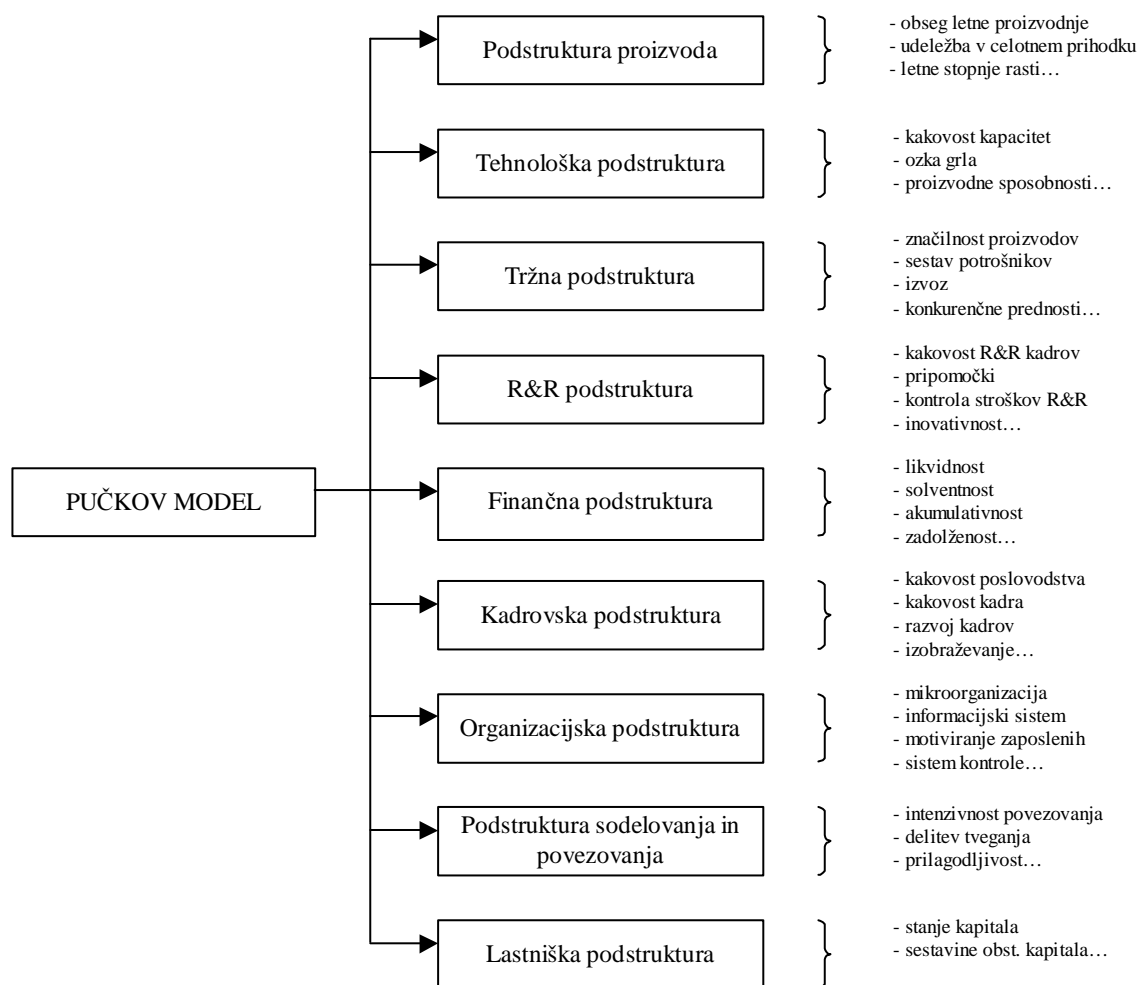 Podstruktura proizvoda
- obseg letne proizvodnje
- udeležba v celotnem prihodku
- letne stopnje rasti…
Tehnološka podstruktura
- kakovost kapacitet
- ozka grla
- proizvodne sposobnosti…
Tržna podstruktura
- značilnost proizvodov
- sestav potrošnikov
- izvoz
- konkurenčne prednosti…
R&R podstruktura
- kakovost R&R kadrov
- pripomočki
- kontrola stroškov R&R
- inovativnost…
PUČKOV MODEL
Finančna podstruktura
- likvidnost
- solventnost
- akumulativnost
- zadolženost…
Kadrovska podstruktura
- kakovost poslovodstva
- kakovost kadra
- razvoj kadrov
- izobraževanje…
Organizacijska podstruktura
- mikroorganizacija
- informacijski sistem
- motiviranje zaposlenih
- sistem kontrole…
Podstruktura sodelovanja in
povezovanja
- intenzivnost povezovanja
- delitev tveganja
- prilagodljivost…
Lastniška podstruktura
- stanje kapitala
- sestavine obst. kapitala…